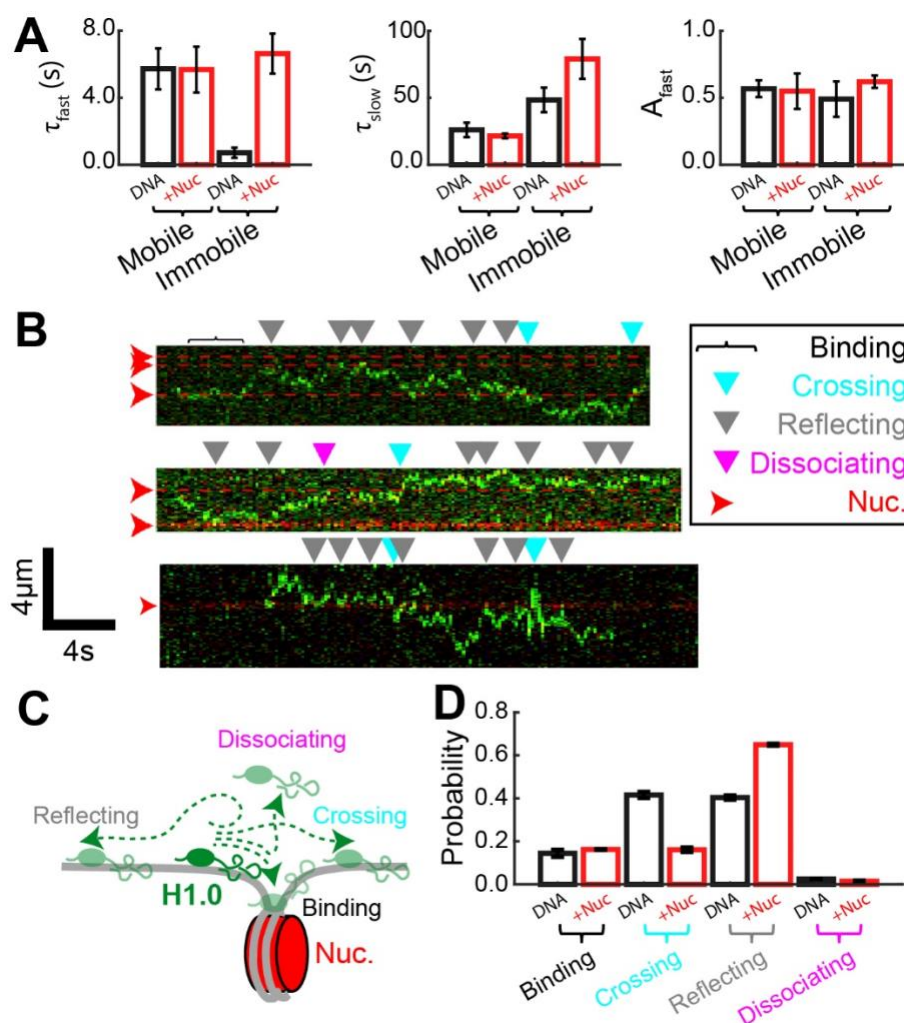 A
τfast (s)
8.0
4.0
0.0
DNA
+Nuc
DNA
+Nuc
Mobile
Immobile
τslow (s)
100
50
0
DNA
+Nuc
DNA
+Nuc
Mobile
Immobile
Afast
1.0
0.5
0.0
DNA
+Nuc
DNA
+Nuc
Mobile
Immobile
B
Binding
Crossing
Reflecting
Dissociating
Nuc.
4μm
4s
C
Dissociating
Reflecting
Crossing
H1.0
Binding
Nuc.
D
Probability
0.8
0.6
0.4
0.2
0.0
DNA
+Nuc
DNA
+Nuc
DNA
+Nuc
DNA
+Nuc
Binding
Crossing
Reflecting
Dissociating